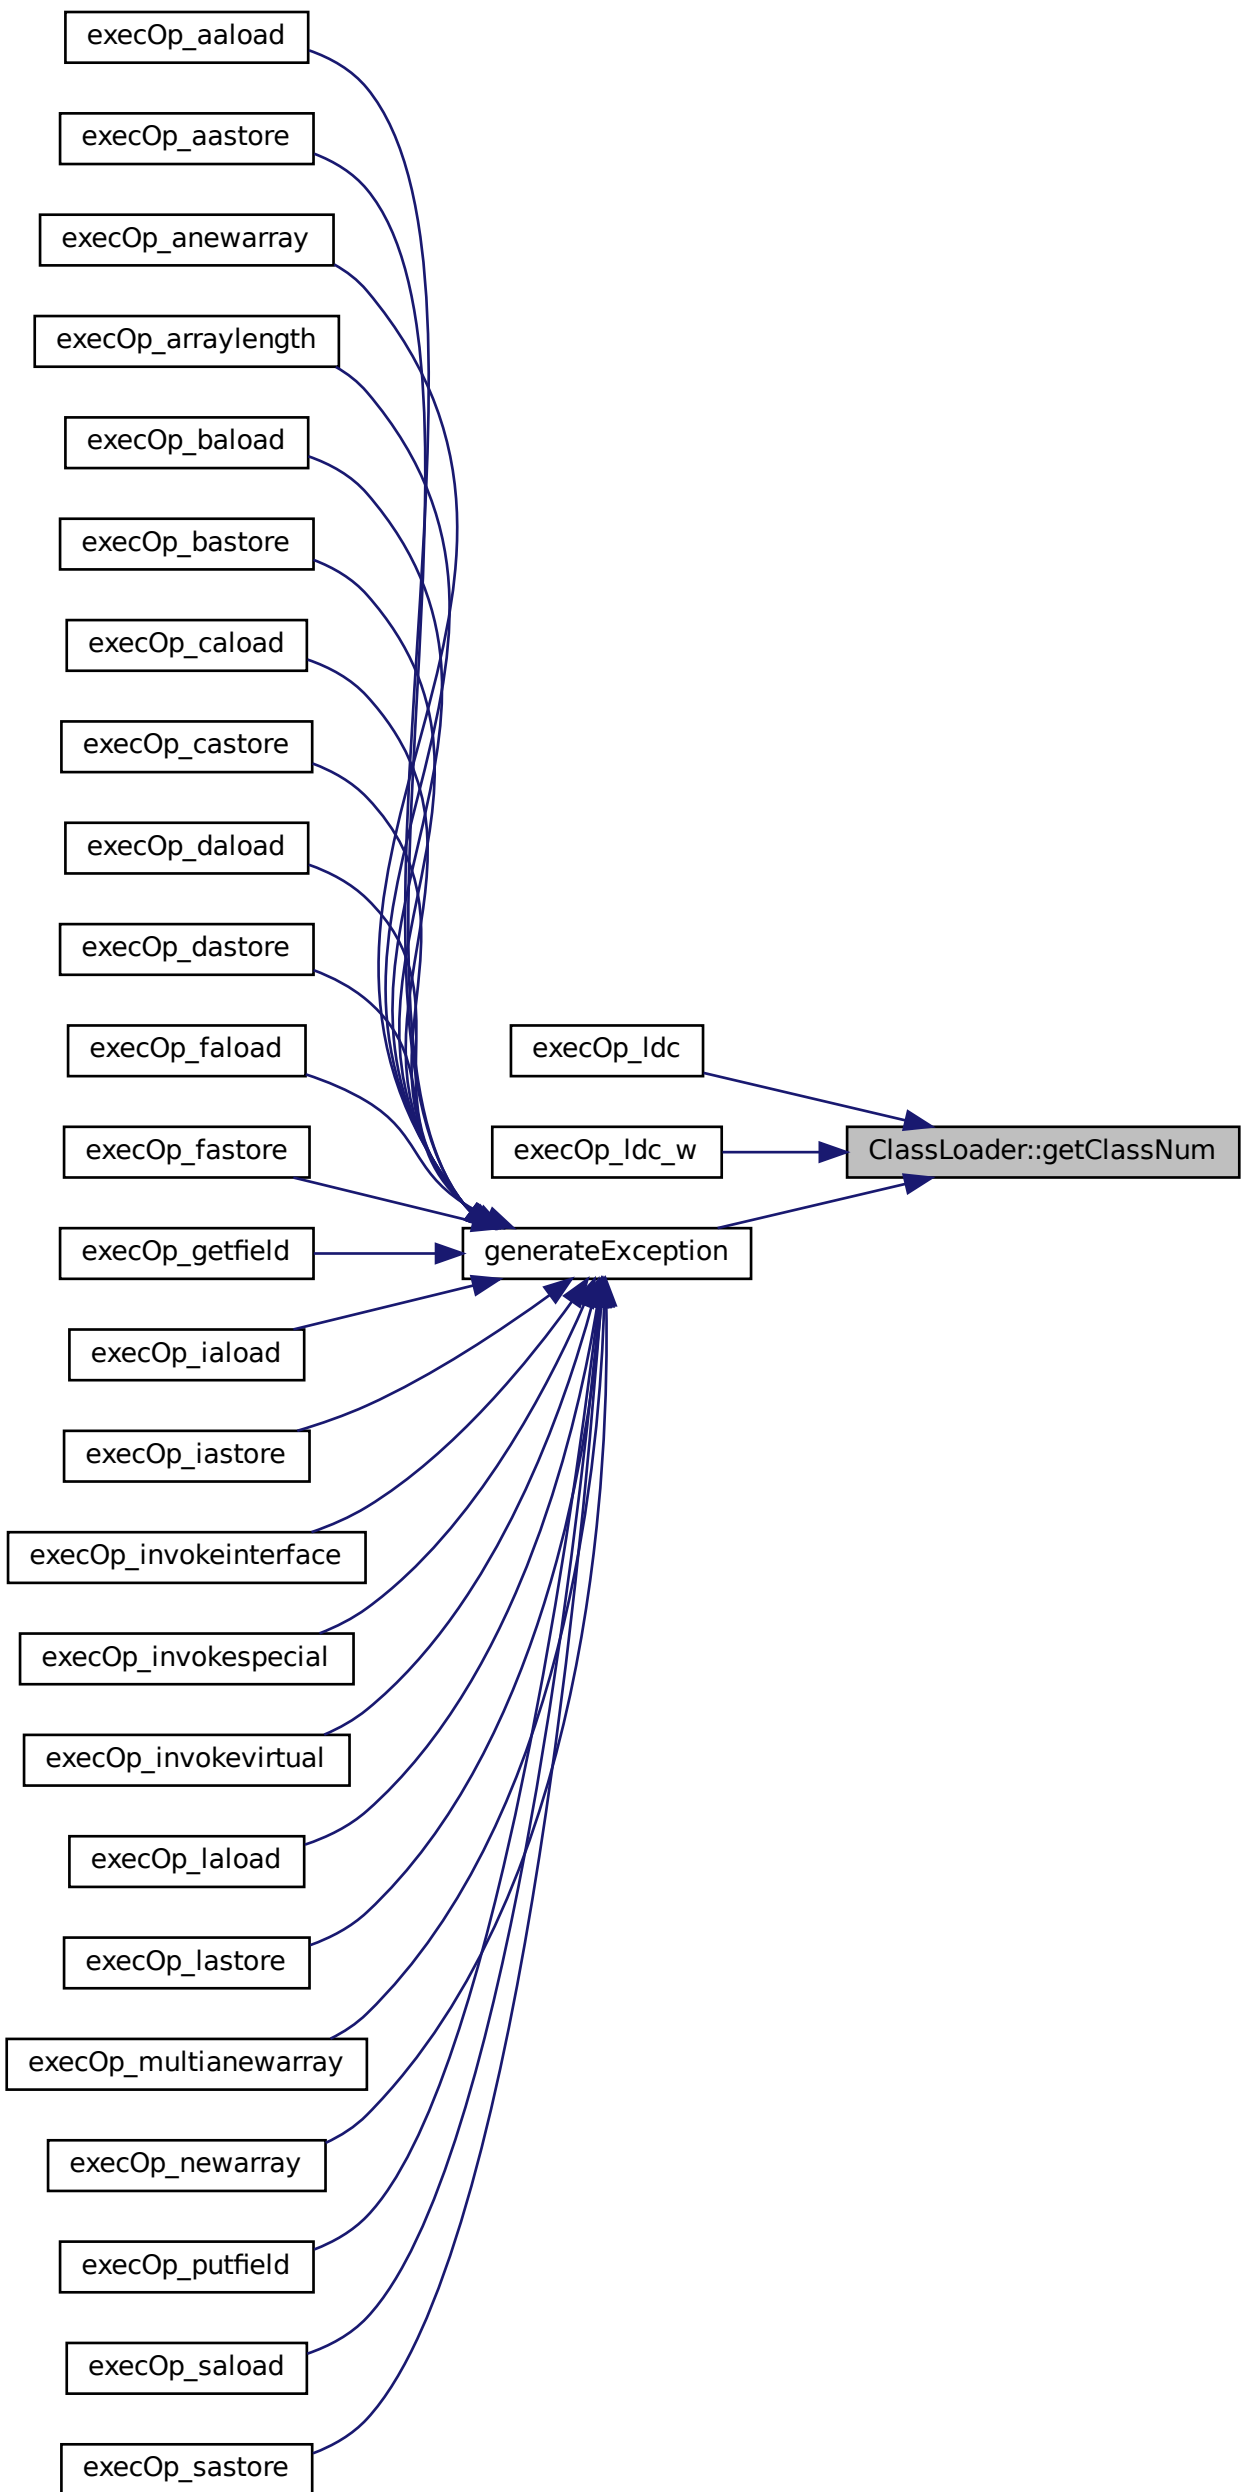 execOp_aaload
execOp_aastore
execOp_anewarray
execOp_arraylength
execOp_baload
execOp_bastore
execOp_caload
execOp_castore
execOp_daload
execOp_dastore
execOp_faload
execOp_fastore
execOp_getfield
execOp_iaload
execOp_iastore
execOp_invokeinterface
execOp_invokespecial
execOp_invokevirtual
execOp_laload
execOp_lastore
execOp_multianewarray
execOp_newarray
execOp_putfield
execOp_saload
execOp_sastore
execOp_ldc
execOp_ldc_w
generateException
ClassLoader::getClassNum